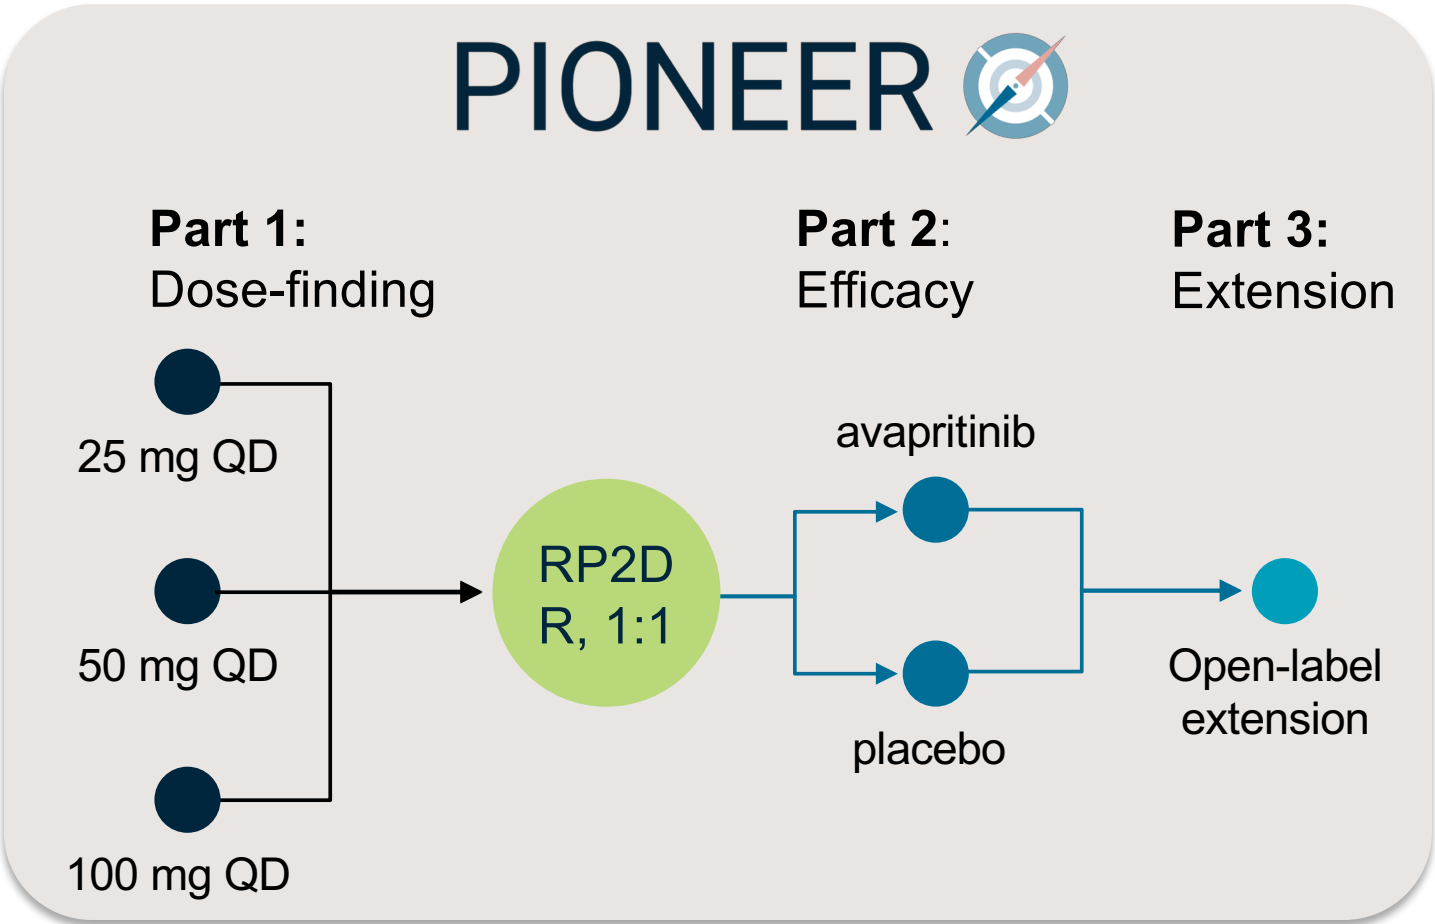 PIONEER
Part 1:
Dose-finding
25 mg QD
50 mg QD
100 mg QD
RP2D
R, 1:1
Part 2:
Efficacy
avapritinib
placebo
Part 3:
Extension
Open-label
extension